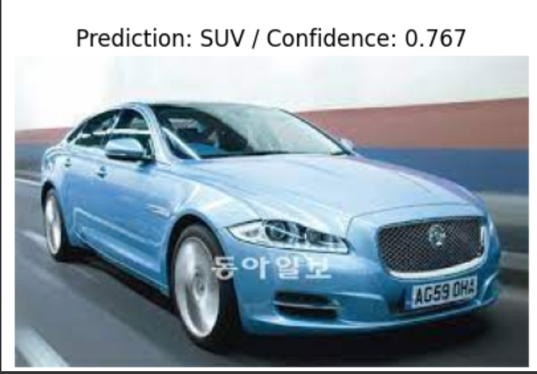 Prediction: SUV / Confidence: 0.767
동아일보
AG59 OHA